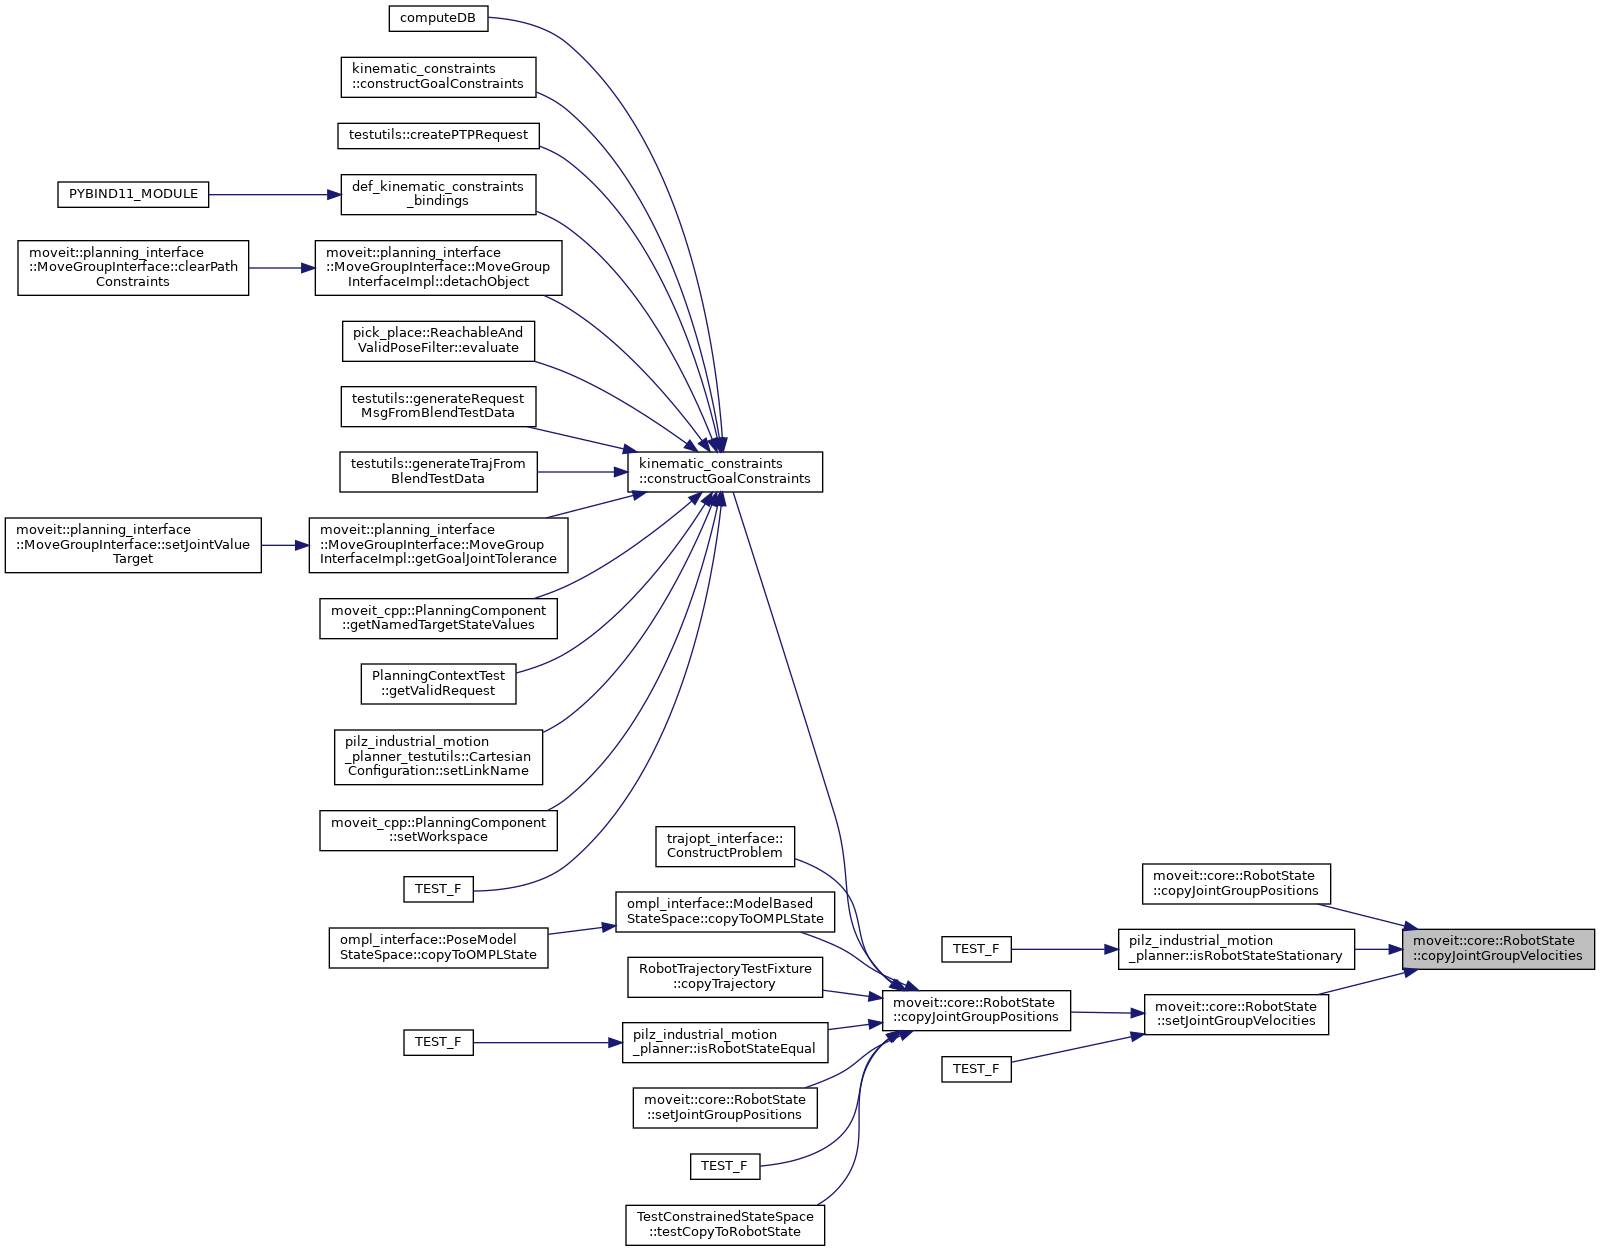 computeDB
kinematic_constraints
::constructGoalConstraints
testutils::createPTPRequest
PYBIND11_MODULE
def_kinematic_constraints
_bindings
moveit::planning_interface
::MoveGroupInterface::clearPath
Constraints
moveit::planning_interface
::MoveGroupInterface::MoveGroup
InterfaceImpl::detachObject
pick_place::ReachableAnd
ValidPoseFilter::evaluate
testutils::generateRequest
MsgFromBlendTestData
testutils::generateTrajFrom
BlendTestData
kinematic_constraints
::constructGoalConstraints
moveit::planning_interface
::MoveGroupInterface::setJointValue
Target
moveit::planning_interface
::MoveGroupInterface::MoveGroup
InterfaceImpl::getGoalJointTolerance
moveit_cpp::PlanningComponent
::getNamedTargetStateValues
PlanningContextTest
::getValidRequest
pilz_industrial_motion
_planner_testutils::Cartesian
Configuration::setLinkName
moveit_cpp::PlanningComponent
::setWorkspace
TEST_F
trajopt_interface::
ConstructProblem
ompl_interface::ModelBased
StateSpace::copyToOMPLState
ompl_interface::PoseModel
StateSpace::copyToOMPLState
RobotTrajectoryTestFixture
::copyTrajectory
pilz_industrial_motion
_planner::isRobotStateEqual
TEST_F
moveit::core::RobotState
::setJointGroupPositions
TEST_F
TestConstrainedStateSpace
::testCopyToRobotState
moveit::core::RobotState
::copyJointGroupPositions
TEST_F
TEST_F
moveit::core::RobotState
::copyJointGroupPositions
pilz_industrial_motion
_planner::isRobotStateStationary
moveit::core::RobotState
::setJointGroupVelocities
moveit::core::RobotState
::copyJointGroupVelocities